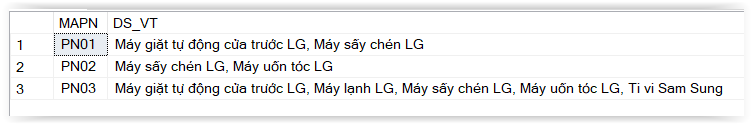 MAPN DS_VT
1 PN01 Máy giặt tự động cửa trước LG, Máy sấy chén LG
2 PN02 Máy sấy chén LG, Máy uốn tóc LG
3 PN03 Máy giặt tự động cửa trước LG, Máy lạnh LG, Máy sấy chén LG, Máy uốn tóc LG, Ti vi Sam Sung